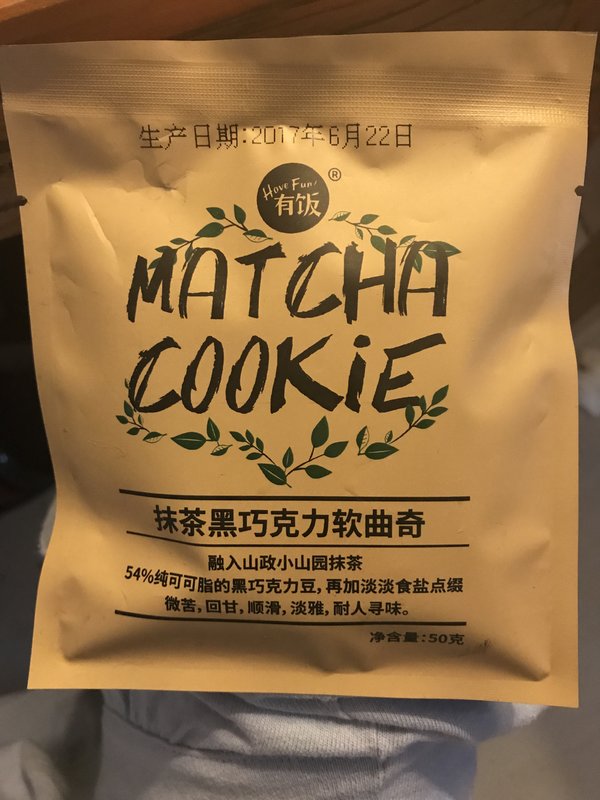 生产日期:2017年6月22日
Have Fun!
®
有饭
MATCHA
COOKiE
抹茶黑巧克力软曲奇
融入山政小山园抹茶
54%纯可可脂的黑巧克力豆,再加淡淡食盐点缀
微苦,回甘,顺滑,淡雅,耐人寻味。
净含量:50克